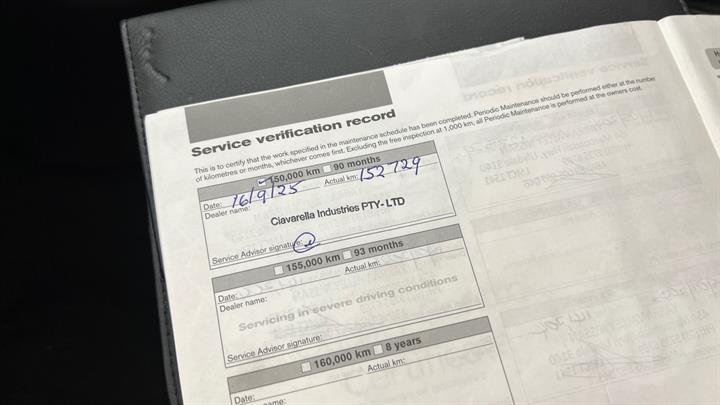 Service verification record
This is to certify that the work specified in the maintenance schedule has been completed. Periodic Maintenance should be performed either at the number
of kilometres or months, whichever comes first. Excluding the free inspection at 1,000 km, all Periodic Maintenance is performed at the owners cost.
150,000 km 90 months
Date: 16/9/25 Actual km: 152729
Dealer name:
Ciavarella Industries PTY-LTD
Service Advisor signature:
155,000 km 93 months
Date: Actual km:
Dealer name:
Servicing in severe driving conditions
Service Advisor signature:
160,000 km 8 years
Date: Actual km: